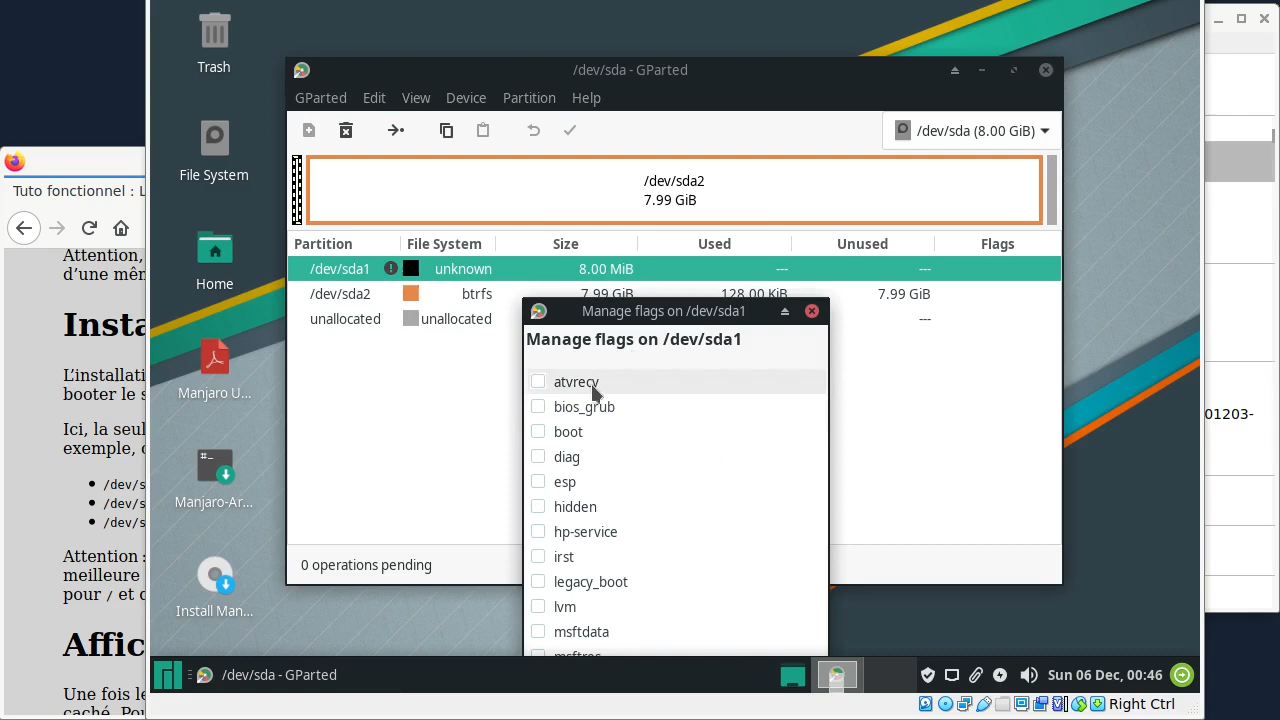 Trash
File System
Home
Manjaro U...
Manjaro-Ar...
Install Man...
/dev/sda - GParted
GParted Edit View Device Partition Help
/dev/sda (8.00 GiB)
/dev/sda2
7.99 GiB
Partition File System Size Used Unused Flags
/dev/sda1 unknown 8.00 MiB --- ---
/dev/sda2 btrfs 7.99 GiB 128.00 KiB 7.99 GiB
unallocated unallocated ---
Manage flags on /dev/sda1
Manage flags on /dev/sda1
atvrecv
bios_grub
boot
diag
esp
hidden
hp-service
irst
legacy_boot
lvm
msftdata
msftres
0 operations pending
/dev/sda - GParted
Sun 06 Dec, 00:46
Right Ctrl
Tuto fonctionnel : L
Attention,
d’une mêm
Insta
L’installati
booter le s
Ici, la seul
exemple, c
/dev/s
/dev/s
/dev/s
Attention :
meilleure
pour / et d
Affic
Une fois le
caché. Pou
01203-